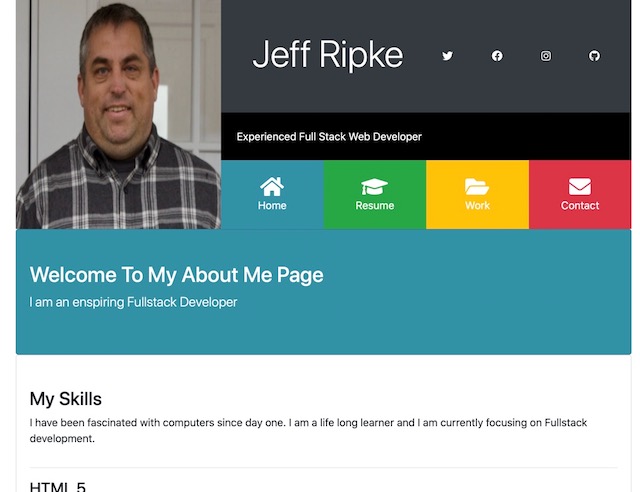 Jeff Ripke
Experienced Full Stack Web Developer
Home
Resume
Work
Contact
Welcome To My About Me Page
I am an enspiring Fullstack Developer
My Skills
I have been fascinated with computers since day one. I am a life long learner and I am currently focusing on Fullstack
development.
HTML 5